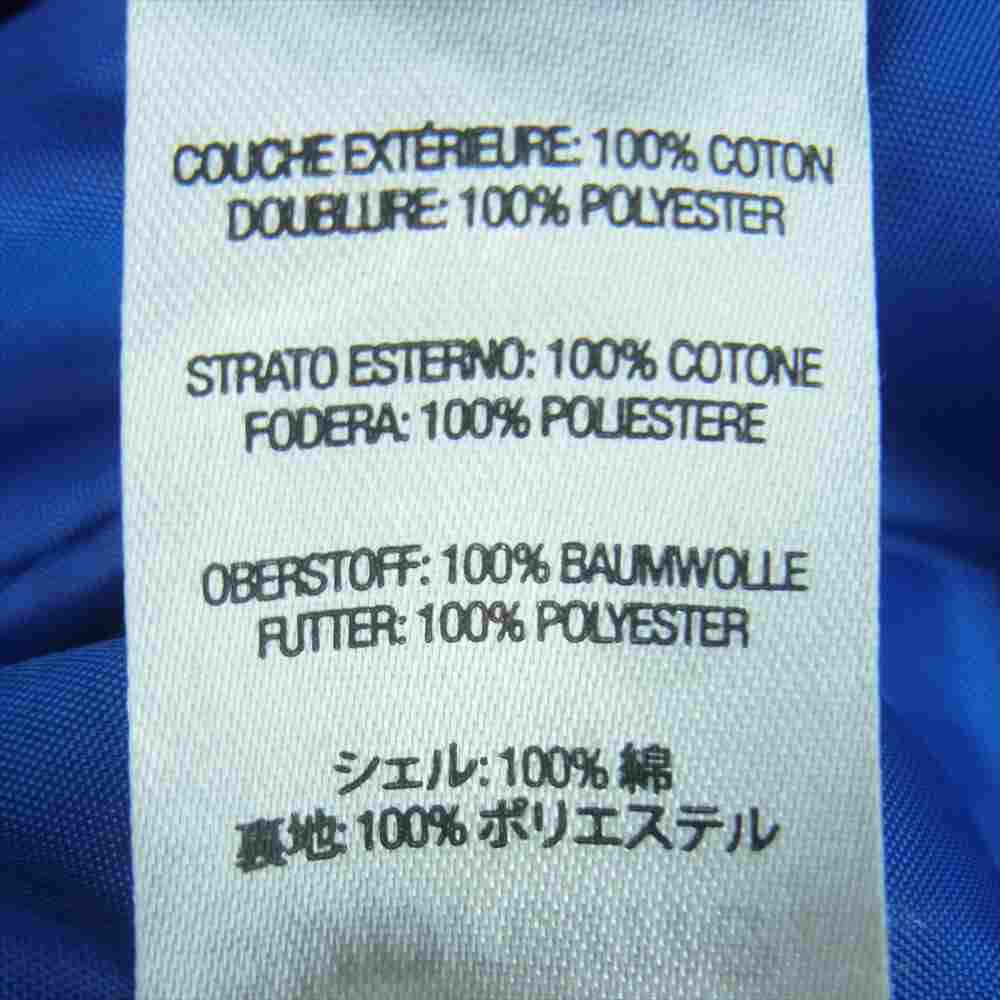 COUCHE EXTÉRIEURE: 100% COTON
DOUBLURE: 100% POLYESTER
STRATO ESTERNO: 100% COTONE
FODERA: 100% POLIESTERE
OBERSTOFF: 100% BAUMWOLLE
FUTTER: 100% POLYESTER
シェル: 100% 綿
裏地: 100% ポリエステル